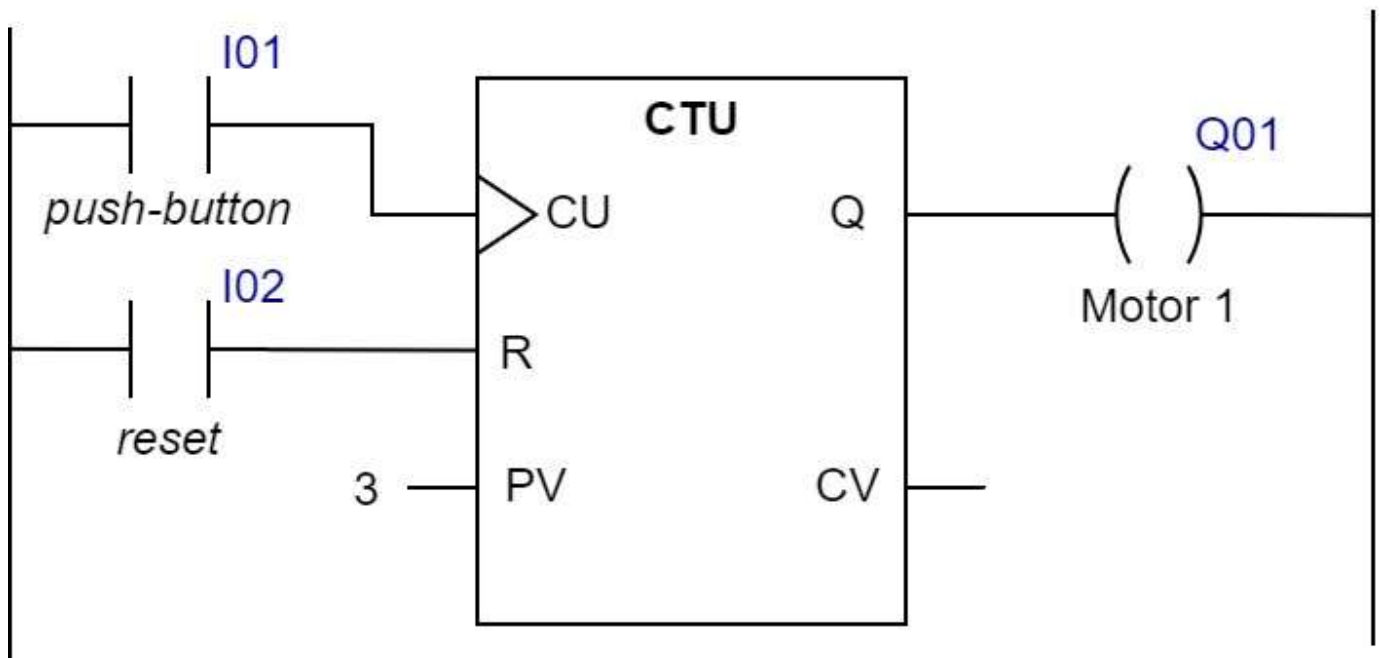 I01
push-button
I02
reset
3
CTU
CU
Q
R
PV
CV
Q01
Motor 1